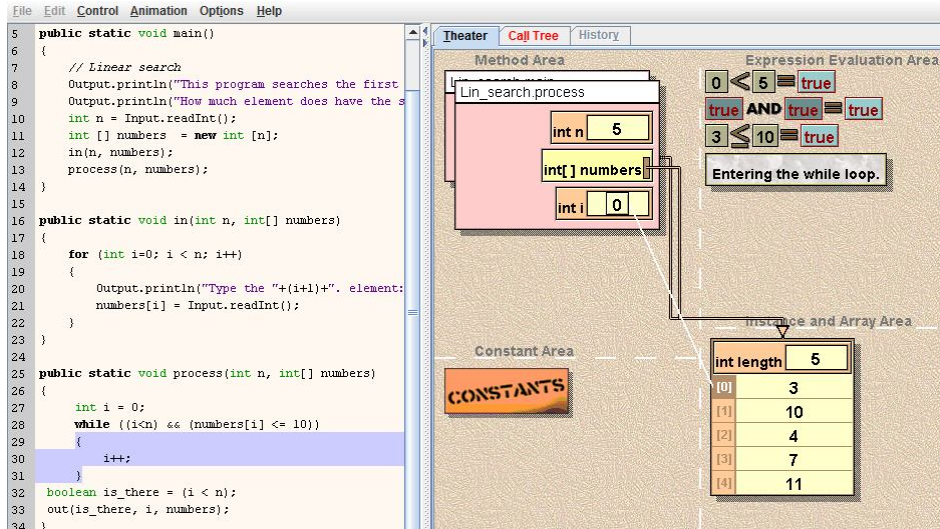 File Edit Control Animation Options Help
5 public static void main()
6 {
7 // Linear search
8 Output.println("This program searches the first
9 Output.println("How much element does have the s
10 int n = Input.readInt();
11 int [] numbers = new int [n];
12 in(n, numbers);
13 process(n, numbers);
14 }
15
16 public static void in(int n, int[] numbers)
17 {
18 for (int i=0; i < n; i++)
19 {
20 Output.println("Type the "+(i+1)+". element:
21 numbers[i] = Input.readInt();
22 }
23 }
24
25 public static void process(int n, int[] numbers)
26 {
27 int i = 0;
28 while ((i<n) && (numbers[i] <= 10))
29 {
30 i++;
31 }
32 boolean is_there = (i < n);
33 out(is_there, i, numbers);
34 }
Theater Call Tree History
Method Area
Lin_search.main
Lin_search.process
int n 5
int[ ] numbers
int i 0
Expression Evaluation Area
0 < 5 = true
true AND true = true
3 ≤ 10 = true
Entering the while loop.
Constant Area
CONSTANTS
Instance and Array Area
int length 5
[0] 3
[1] 10
[2] 4
[3] 7
[4] 11